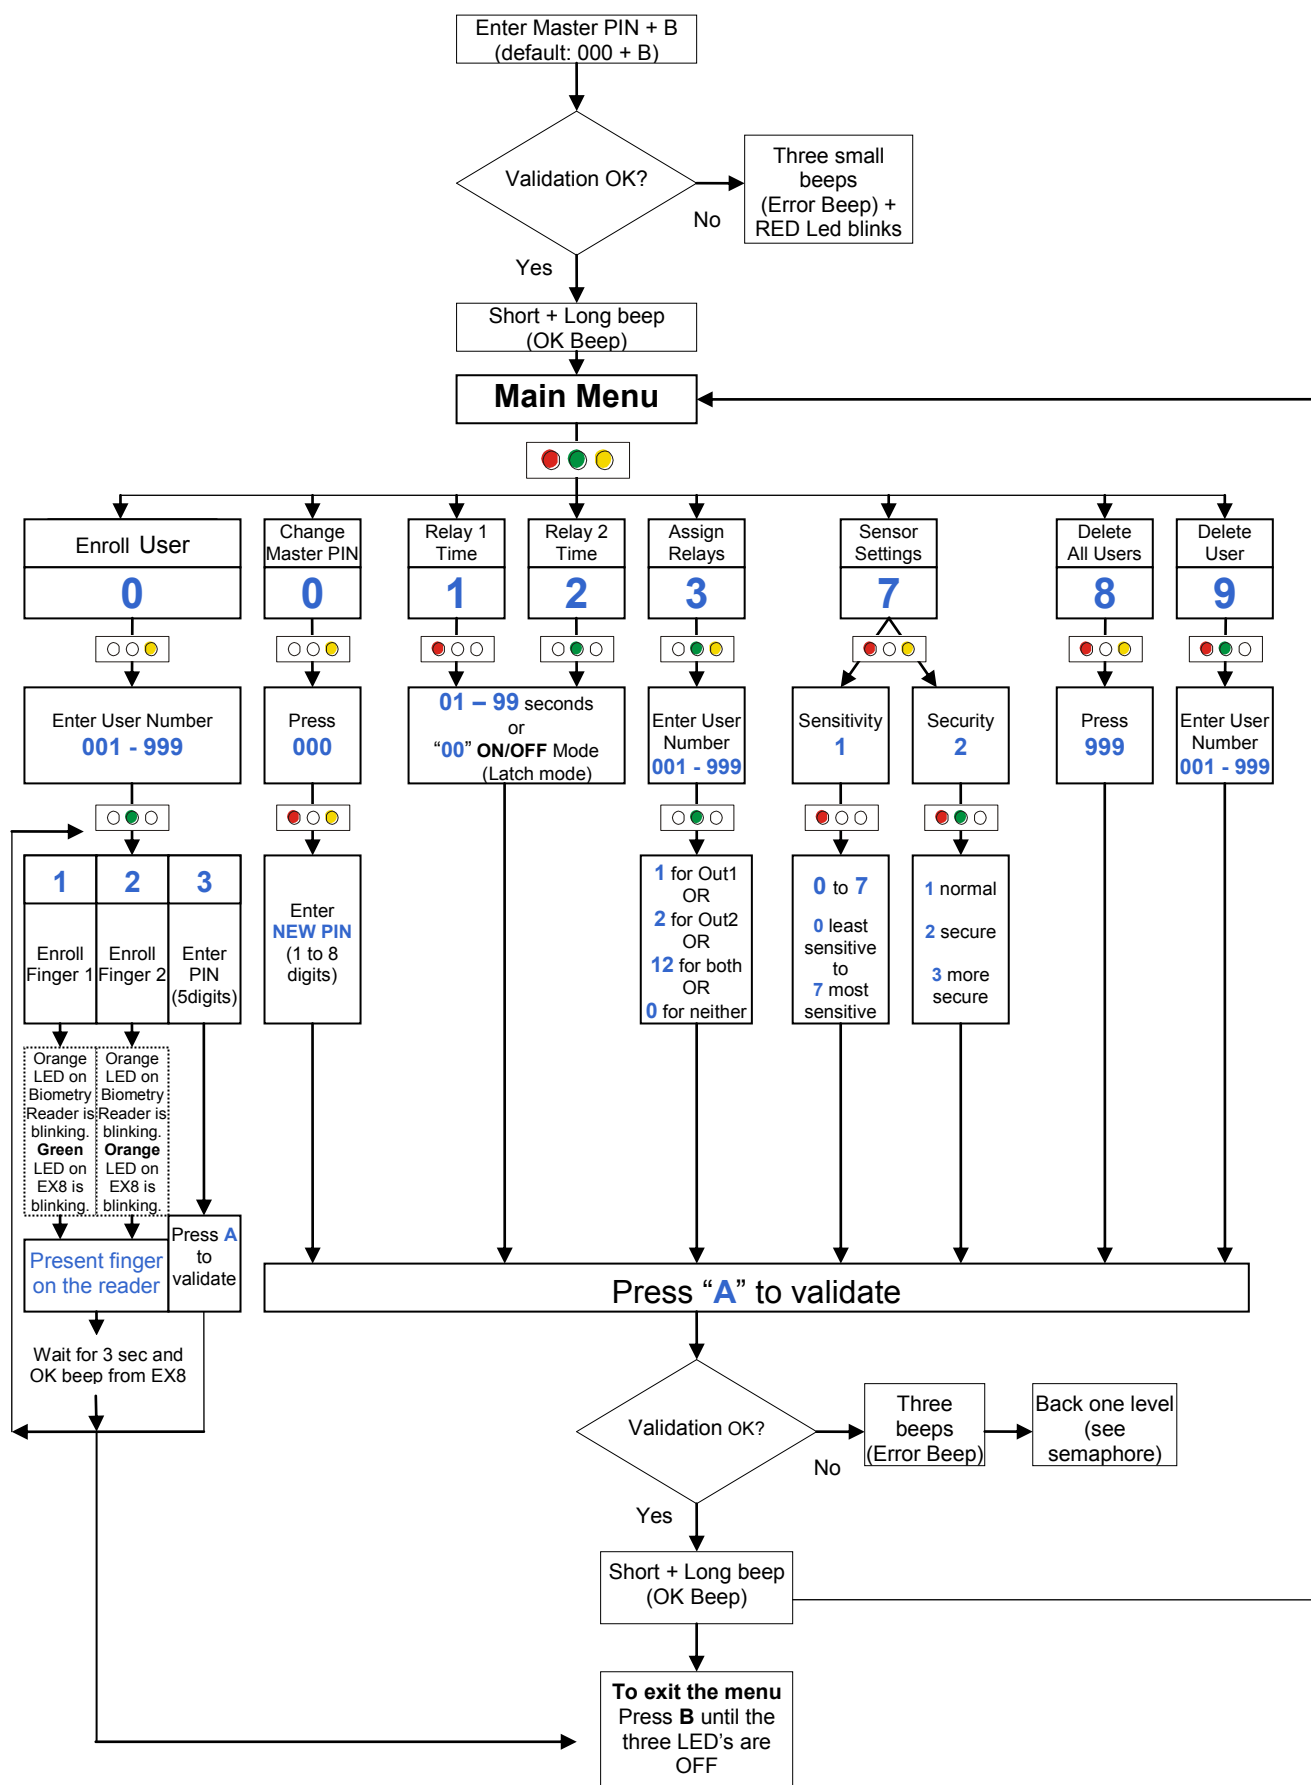 Enter Master PIN + B
(default: 000 + B)
Validation OK?
No
Three small
beeps
(Error Beep) +
RED Led blinks
Yes
Short + Long beep
(OK Beep)
Main Menu
Enroll User
0
Change
Master PIN
0
Relay 1
Time
1
Relay 2
Time
2
Assign
Relays
3
Sensor
Settings
7
Delete
All Users
8
Delete
User
9
Enter User Number
001 - 999
Press
000
01 – 99 seconds
or
“00” ON/OFF Mode
(Latch mode)
Enter User
Number
001 - 999
Sensitivity
1
Security
2
Press
999
Enter User
Number
001 - 999
1
Enroll
Finger 1
2
Enroll
Finger 2
3
Enter
PIN
(5digits)
Enter
NEW PIN
(1 to 8
digits)
1 for Out1
OR
2 for Out2
OR
12 for both
OR
0 for neither
0 to 7
0 least
sensitive
to
7 most
sensitive
1 normal
2 secure
3 more
secure
Orange
LED on
Biometry
Reader is
blinking.
Green
LED on
EX8 is
blinking.
Orange
LED on
Biometry
Reader is
blinking.
Orange
LED on
EX8 is
blinking.
Press A
to
validate
Present finger
on the reader
Press “A” to validate
Wait for 3 sec and
OK beep from EX8
Validation OK?
No
Three
beeps
(Error Beep)
Back one level
(see
semaphore)
Yes
Short + Long beep
(OK Beep)
To exit the menu
Press B until the
three LED's are
OFF